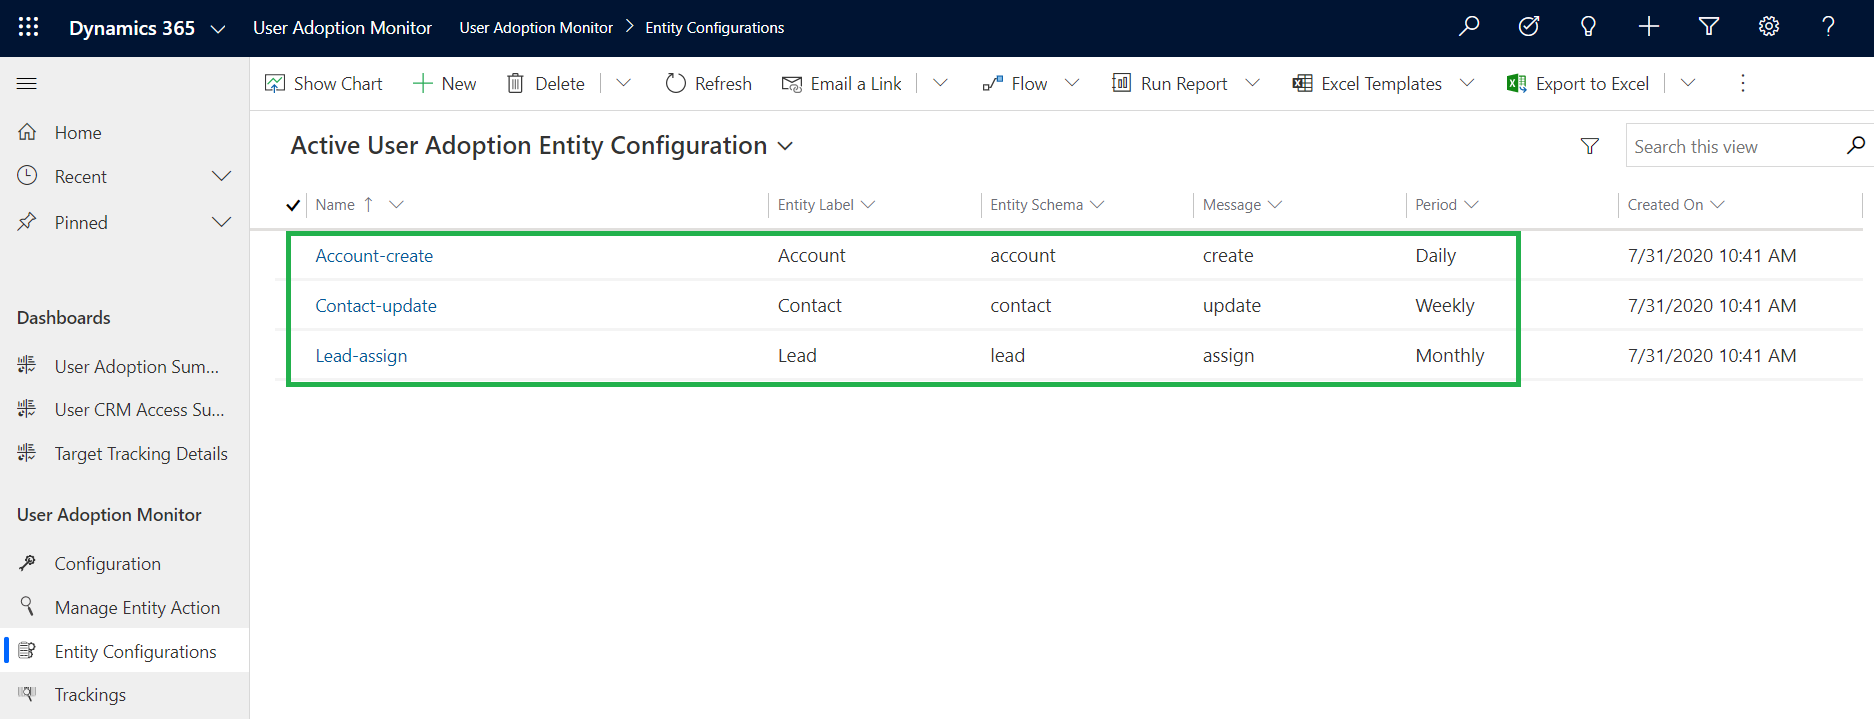 Dynamics 365 User Adoption Monitor User Adoption Monitor > Entity Configurations ?
Show Chart New Delete Refresh Email a Link Flow Run Report Excel Templates Export to Excel
Home
Recent
Pinned
Dashboards
User Adoption Sum...
User CRM Access Su...
Target Tracking Details
User Adoption Monitor
Configuration
Manage Entity Action
Entity Configurations
Trackings
Active User Adoption Entity Configuration
Search this view
Name ↑ Entity Label Entity Schema Message Period Created On
Account-create Account account create Daily 7/31/2020 10:41 AM
Contact-update Contact contact update Weekly 7/31/2020 10:41 AM
Lead-assign Lead lead assign Monthly 7/31/2020 10:41 AM